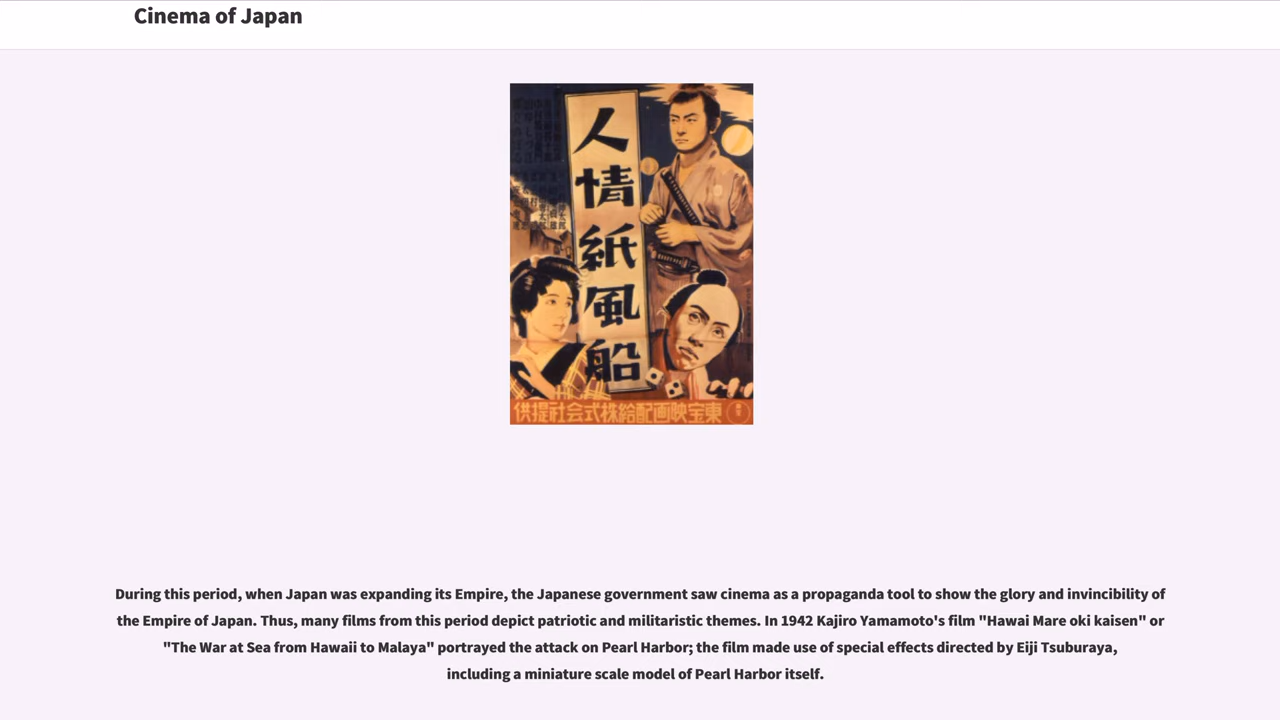 Cinema of Japan
人情紙風船
供提社会式株給配画映宝東
During this period, when Japan was expanding its Empire, the Japanese government saw cinema as a propaganda tool to show the glory and invincibility of
the Empire of Japan. Thus, many films from this period depict patriotic and militaristic themes. In 1942 Kajiro Yamamoto's film "Hawai Mare oki kaisen" or
"The War at Sea from Hawaii to Malaya" portrayed the attack on Pearl Harbor; the film made use of special effects directed by Eiji Tsuburaya,
including a miniature scale model of Pearl Harbor itself.